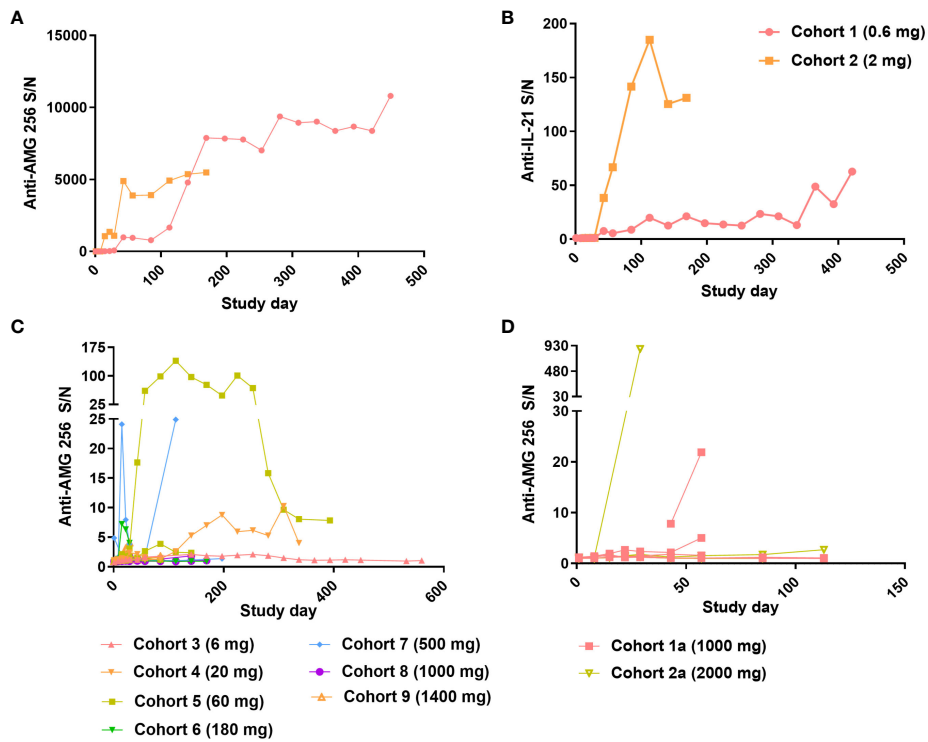 A
15000
10000
5000
0
Anti-AMG 256 S/N
0 100 200 300 400 500
Study day
B
200
150
100
50
0
Anti-IL-21 S/N
0 100 200 300 400 500
Study day
Cohort 1 (0.6 mg)
Cohort 2 (2 mg)
C
175
100
25
25
20
15
10
5
0
Anti-AMG 256 S/N
0 200 400 600
Study day
Cohort 3 (6 mg)
Cohort 4 (20 mg)
Cohort 5 (60 mg)
Cohort 6 (180 mg)
Cohort 7 (500 mg)
Cohort 8 (1000 mg)
Cohort 9 (1400 mg)
D
930
480
30
30
20
10
0
Anti-AMG 256 S/N
0 50 100 150
Study day
Cohort 1a (1000 mg)
Cohort 2a (2000 mg)